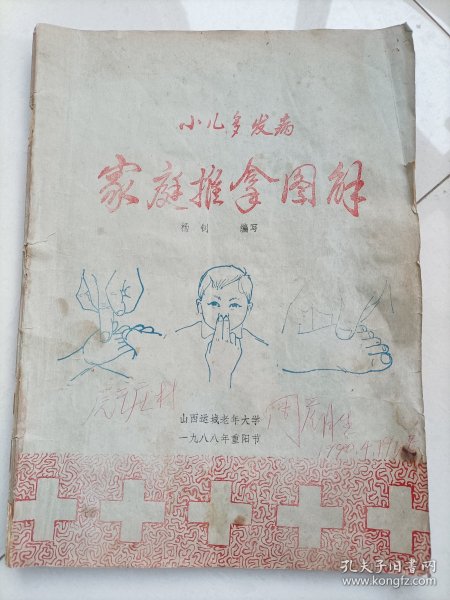 小儿多发病
家庭推拿图解
杨钊 编写
山西运城老年大学
一九八八年重阳节
孔夫子旧书网
www.kongfz.com